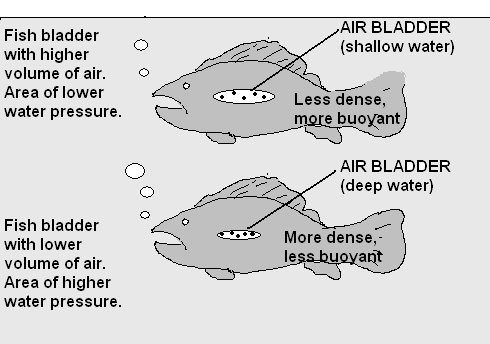 Fish bladder
with higher
volume of air.
Area of lower
water pressure.
AIR BLADDER
(shallow water)
Less dense,
more buoyant
AIR BLADDER
(deep water)
Fish bladder
with lower
volume of air.
Area of higher
water pressure.
More dense,
less buoyant